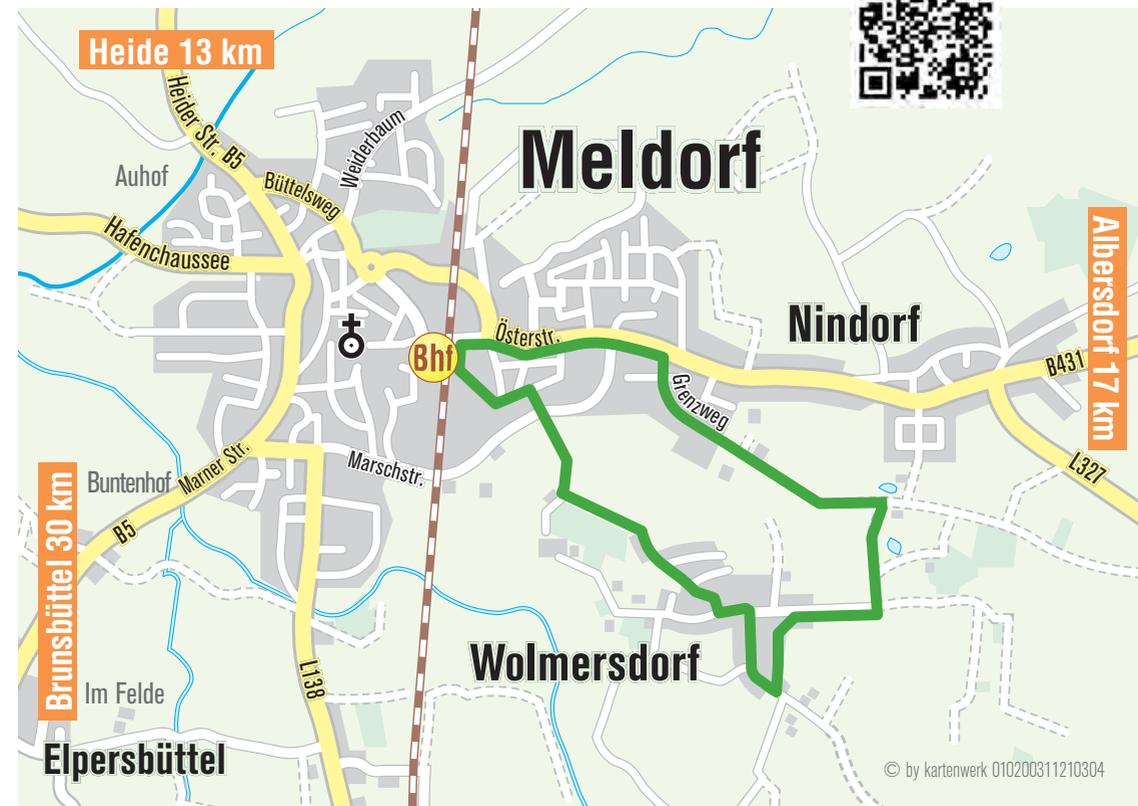 Heide 13 km
Heider Str. B5
Weiderbaum
Meldorf
Auhof
Büttelsweg
Hafenchaussee
Albersdorf 17 km
Nindorf
Österstr.
Bhf
B431
Grenzweg
Marschstr.
L327
Buntenhof
Marner Str.
B5
Brunsbüttel 30 km
Wolmersdorf
L138
Im Felde
Elpersbüttel
© by kartenwerk 010200311210304